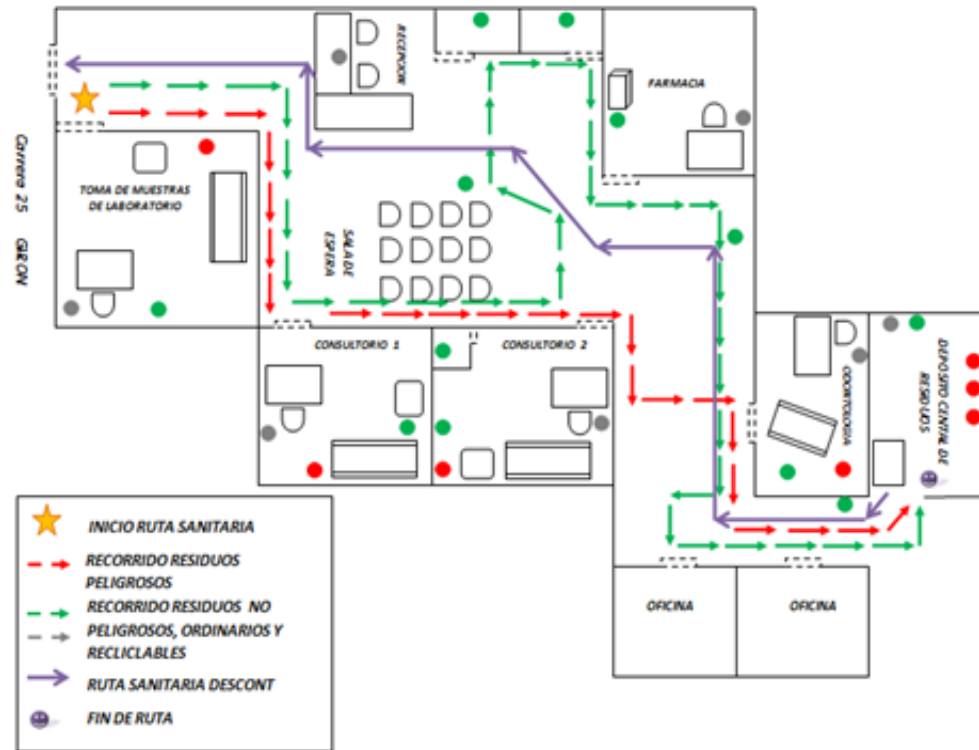 RECEPCION
FARMACIA
Carrera 25 GIRON
TOMA DE MUESTRAS
DE LABORATORIO
SALA DE
ESPERA
CONSULTORIO 1
CONSULTORIO 2
ODONTOLOGIA
DEPOSITO CENTRAL DE
RESIDUOS
OFICINA
OFICINA
INICIO RUTA SANITARIA
RECORRIDO RESIDUOS
PELIGROSOS
RECORRIDO RESIDUOS NO
PELIGROSOS, ORDINARIOS Y
RECLICLABLES
RUTA SANITARIA DESCONT
FIN DE RUTA